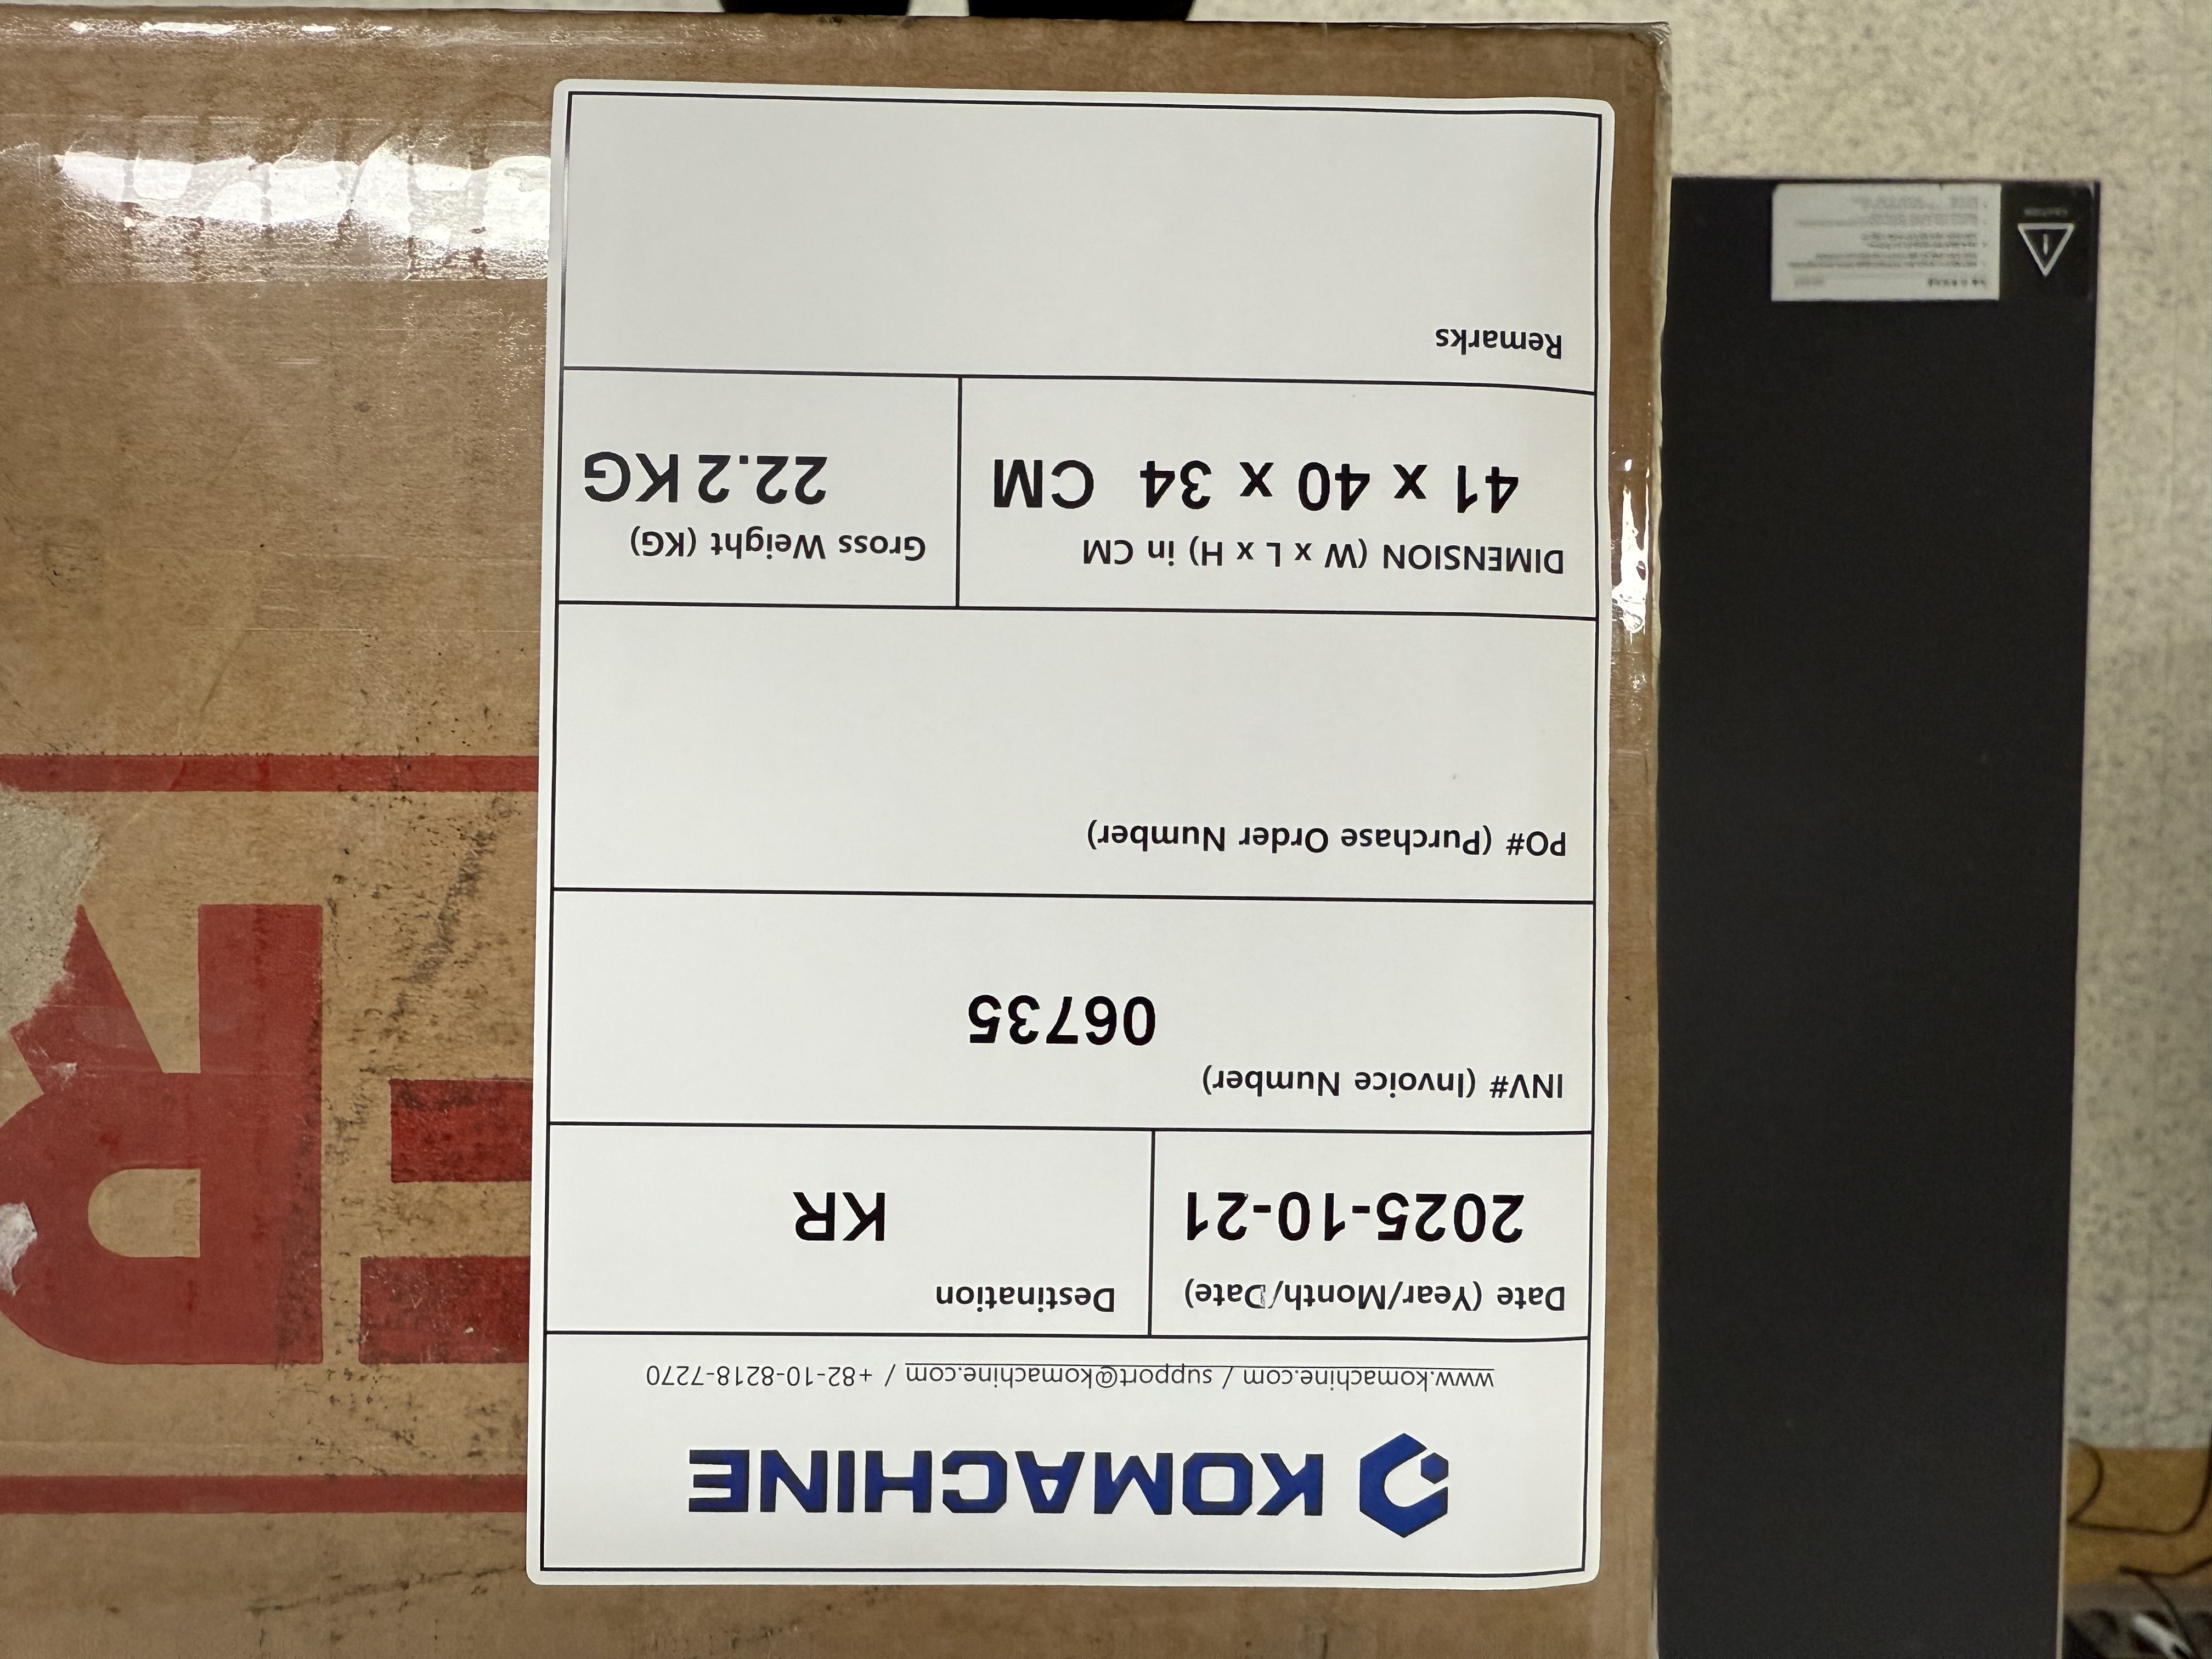 KOMACHINE
www.komachine.com / support@komachine.com / +82-10-8218-7270
Date (Year/Month/Date)
2025-10-21
Destination
KR
INV# (Invoice Number)
06735
PO# (Purchase Order Number)
DIMENSION (W x L x H) in CM
41 x 40 x 34 CM
Gross Weight (KG)
22.2 KG
Remarks
ER